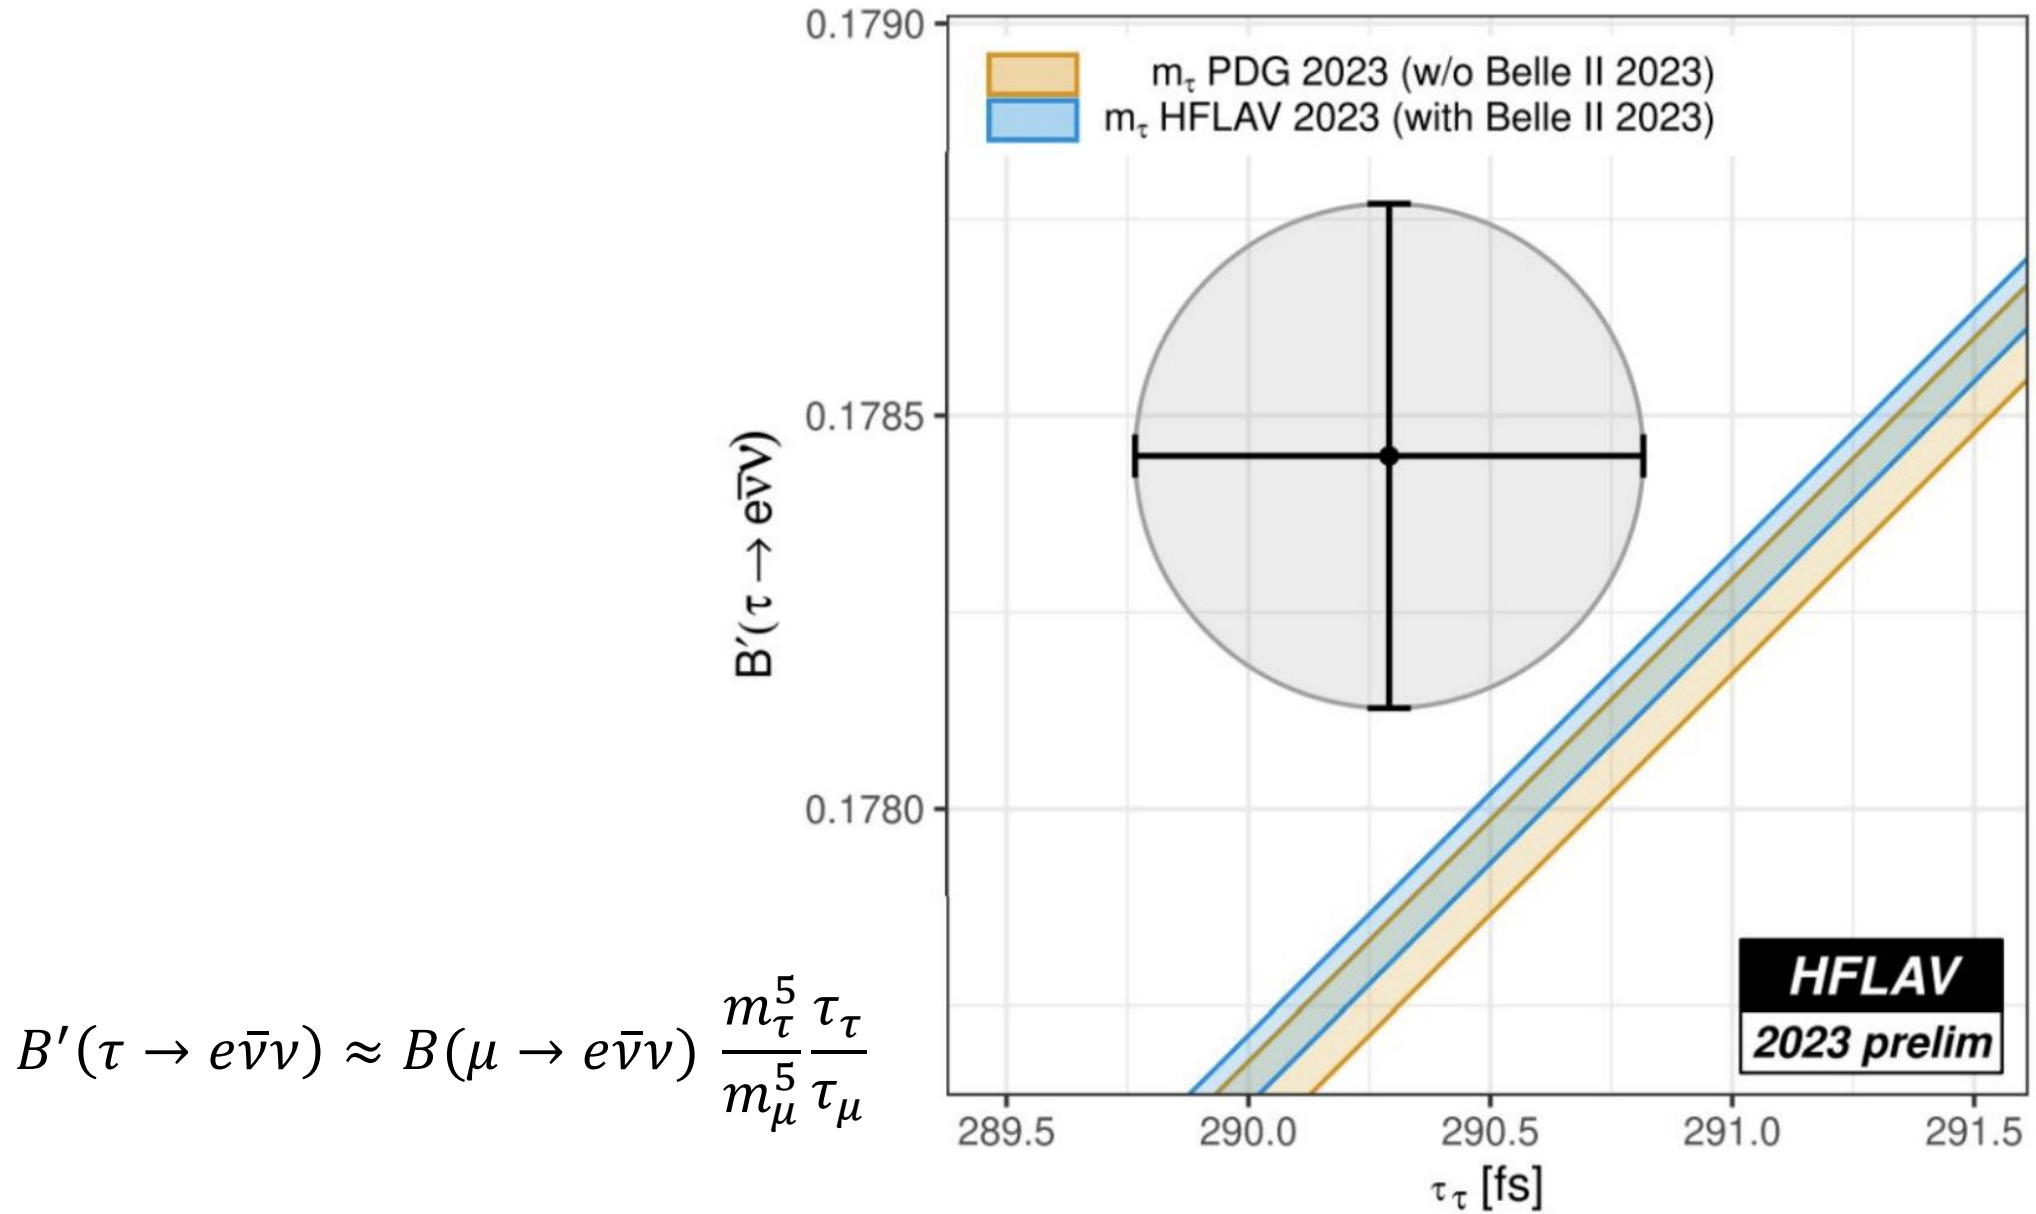 0.1790
m_τ PDG 2023 (w/o Belle II 2023)
m_τ HFLAV 2023 (with Belle II 2023)
0.1785
B′(τ → eν̅ν)
0.1780
HFLAV
2023 prelim
B′(τ → eν̅ν) ≈ B(μ → eν̅ν) m_τ^5/m_μ^5 τ_τ/τ_μ
289.5 290.0 290.5 291.0 291.5
τ_τ [fs]